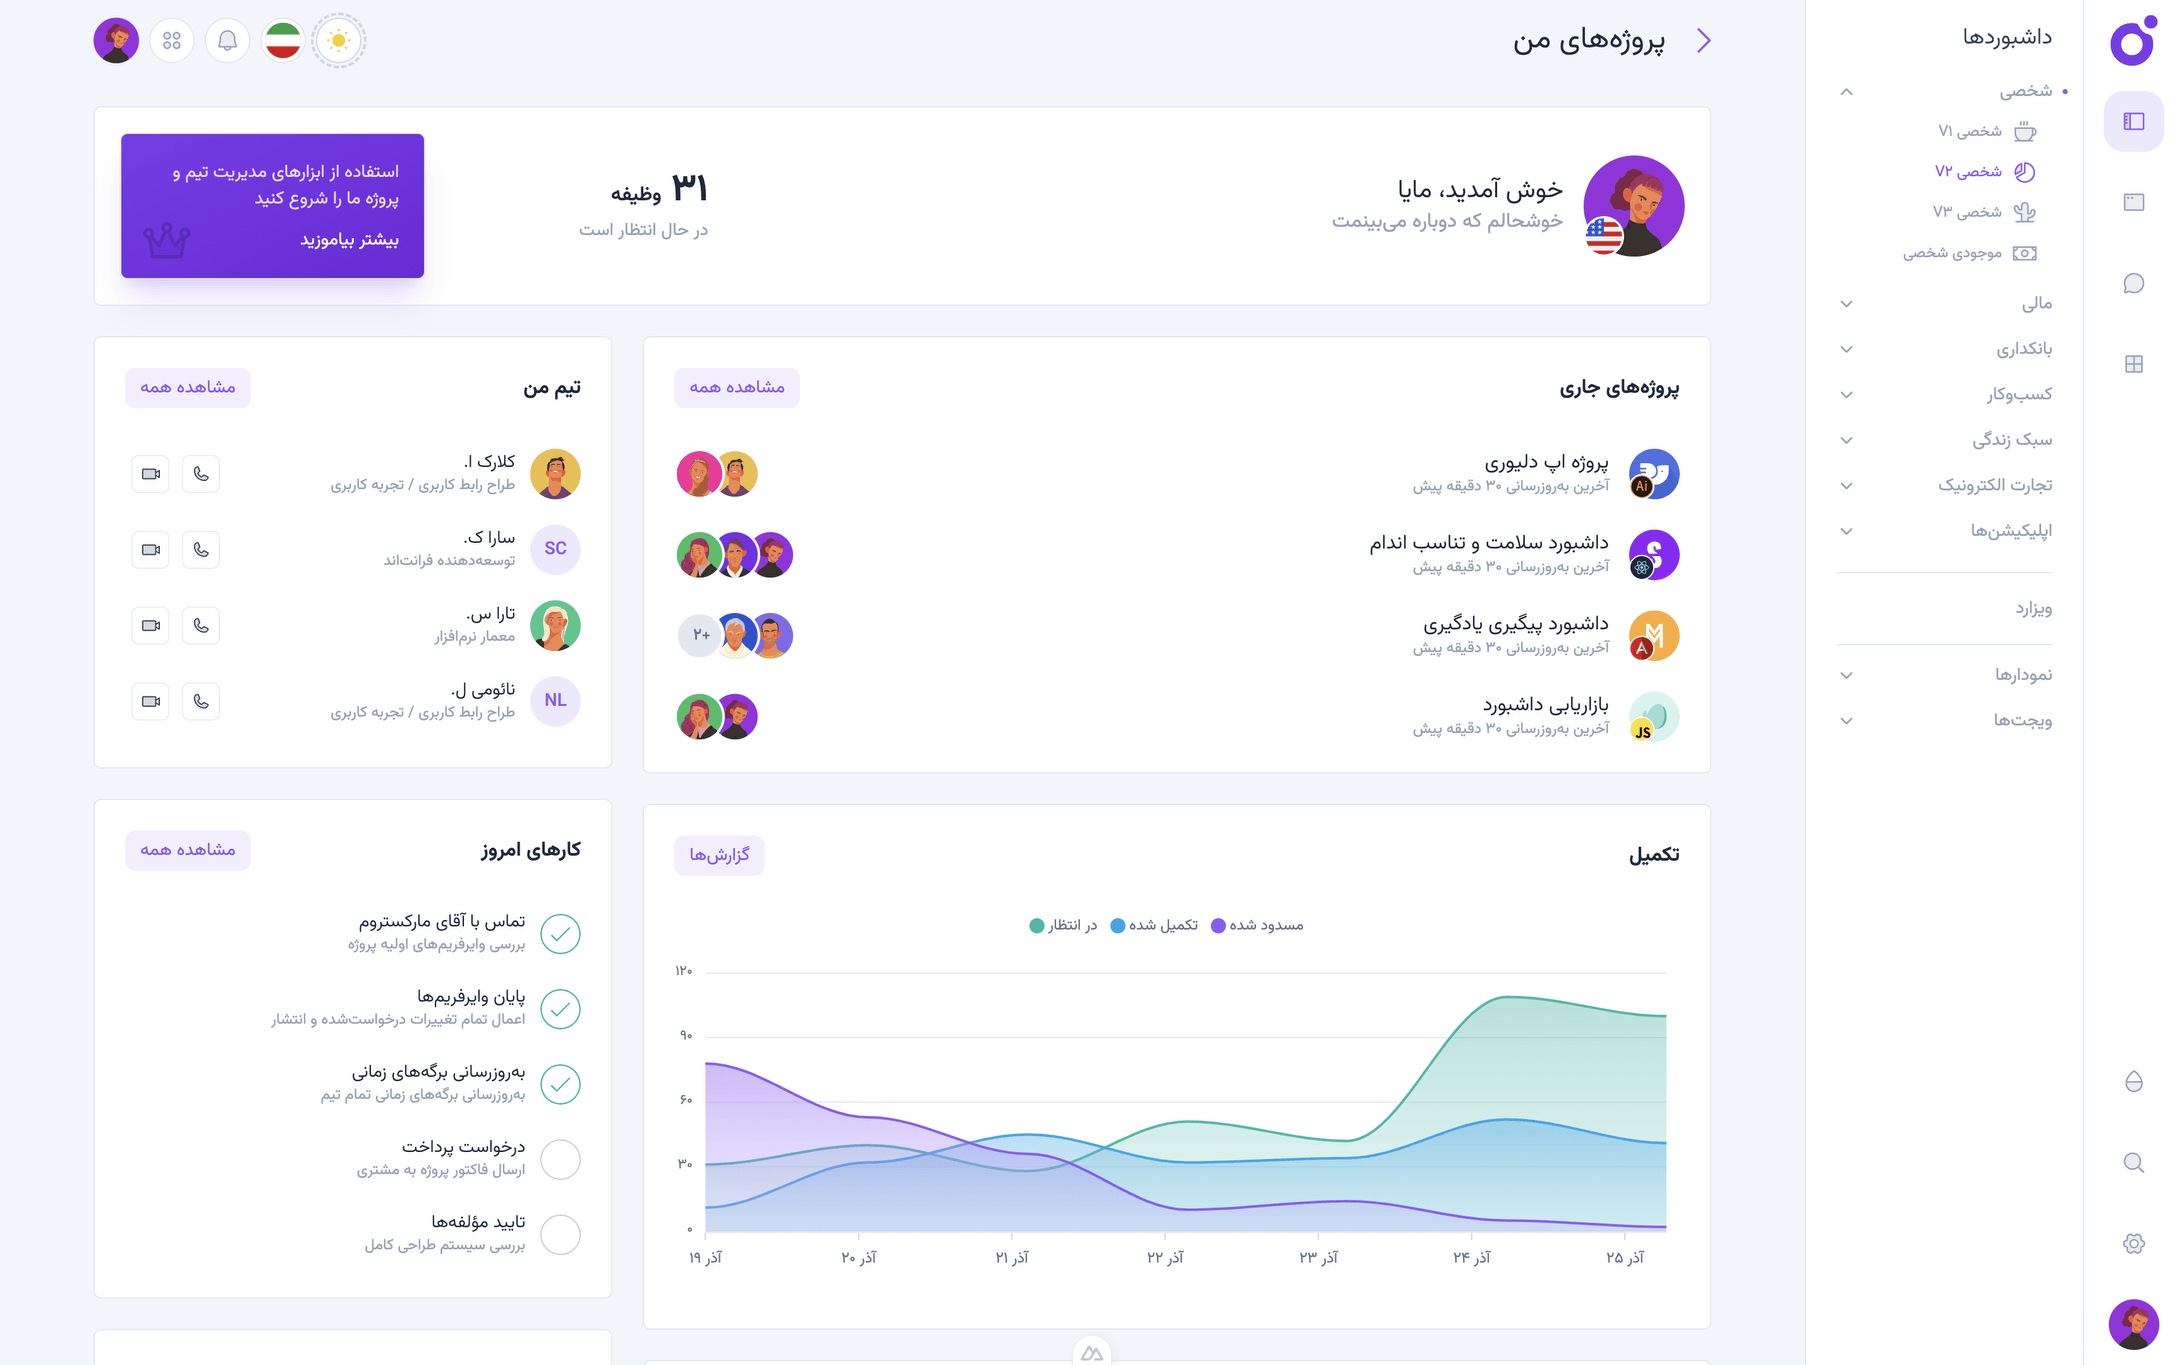 داشبوردها
شخصی
شخصی V۱
شخصی V۲
شخصی V۳
موجودی شخصی
مالی
بانکداری
کسب‌وکار
سبک زندگی
تجارت الکترونیک
اپلیکیشن‌ها
ویزارد
نمودارها
ویجت‌ها
پروژه‌های من
خوش آمدید، مایا
خوشحالم که دوباره می‌بینمت
۳۱ وظیفه
در حال انتظار است
استفاده از ابزارهای مدیریت تیم و
پروژه ما را شروع کنید
بیشتر بیاموزید
پروژه‌های جاری
مشاهده همه
پروژه اپ دلیوری
آخرین به‌روزرسانی ۳۰ دقیقه پیش
Ai
داشبورد سلامت و تناسب اندام
آخرین به‌روزرسانی ۳۰ دقیقه پیش
داشبورد پیگیری یادگیری
آخرین به‌روزرسانی ۳۰ دقیقه پیش
+۲
بازاریابی داشبورد
آخرین به‌روزرسانی ۳۰ دقیقه پیش
JS
تیم من
مشاهده همه
کلارک ا.
طراح رابط کاربری / تجربه کاربری
SC
سارا ک.
توسعه‌دهنده فرانت‌اند
تارا س.
معمار نرم‌افزار
NL
نائومی ل.
طراح رابط کاربری / تجربه کاربری
تکمیل
گزارش‌ها
مسدود شده
تکمیل شده
در انتظار
۱۲۰
۹۰
۶۰
۳۰
۰
۱۹ آذر
۲۰ آذر
۲۱ آذر
۲۲ آذر
۲۳ آذر
۲۴ آذر
۲۵ آذر
کارهای امروز
مشاهده همه
تماس با آقای مارکستروم
بررسی وایرفریم‌های اولیه پروژه
پایان وایرفریم‌ها
اعمال تمام تغییرات درخواست‌شده و انتشار
به‌روزرسانی برگه‌های زمانی
به‌روزرسانی برگه‌های زمانی تمام تیم
درخواست پرداخت
ارسال فاکتور پروژه به مشتری
تایید مؤلفه‌ها
بررسی سیستم طراحی کامل